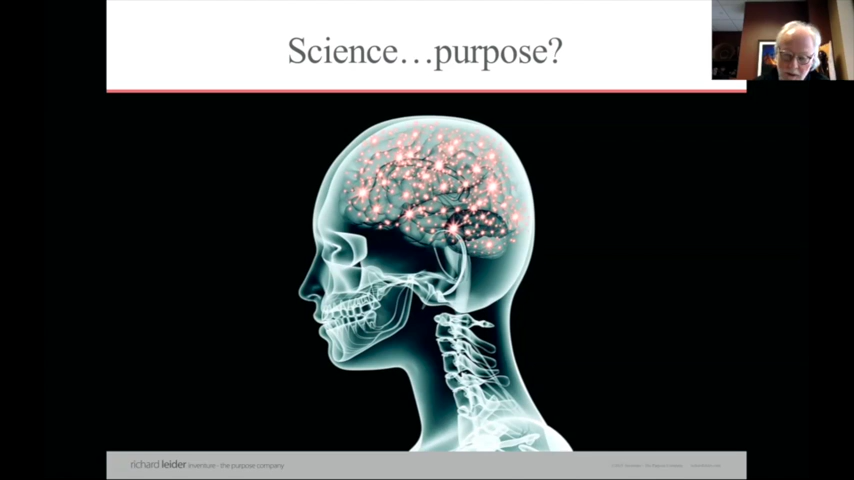 Science…purpose?
richard leider inventure - the purpose company